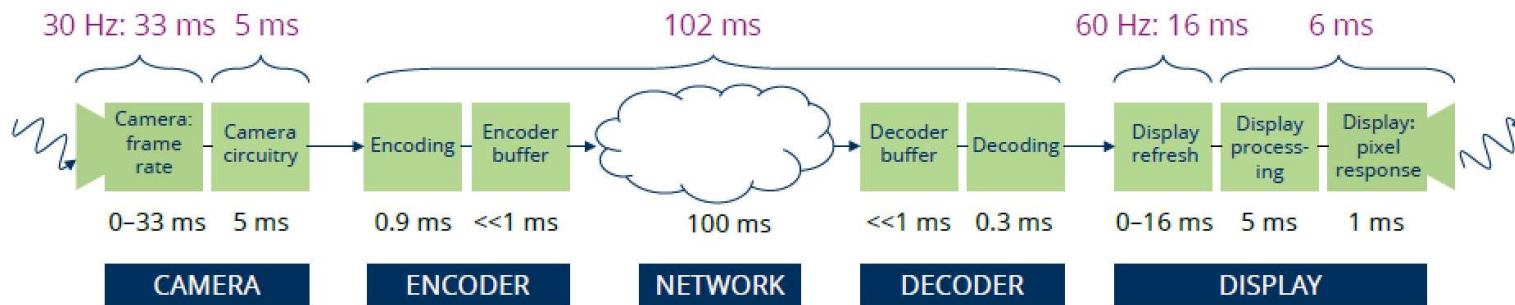 30 Hz: 33 ms 5 ms 102 ms 60 Hz: 16 ms 6 ms
Camera:
frame
rate
Camera
circuitry
Encoding
Encoder
buffer
Decoder
buffer
Decoding
Display
refresh
Display
process-
ing
Display:
pixel
response
0–33 ms 5 ms 0.9 ms <<1 ms 100 ms <<1 ms 0.3 ms 0–16 ms 5 ms 1 ms
CAMERA ENCODER NETWORK DECODER DISPLAY